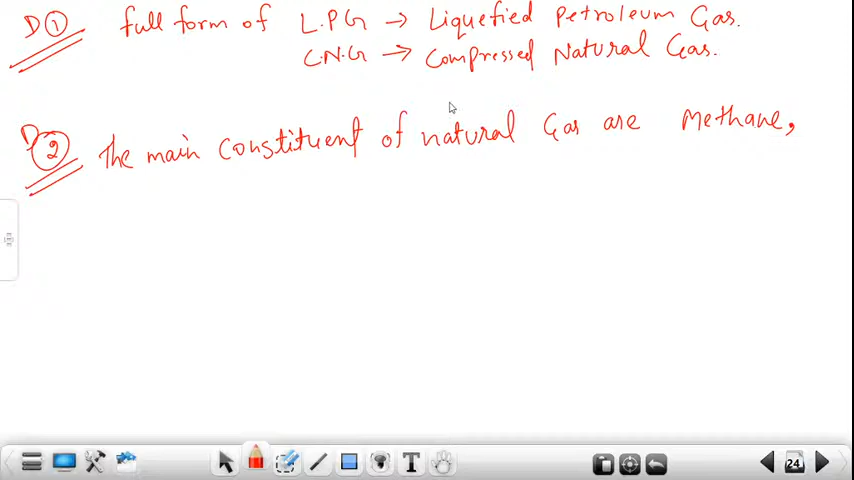 D① full form of L.P.G → Liquefied Petroleum Gas.
C.N.G → Compressed Natural Gas.
D② The main constituent of natural Gas are Methane,
24